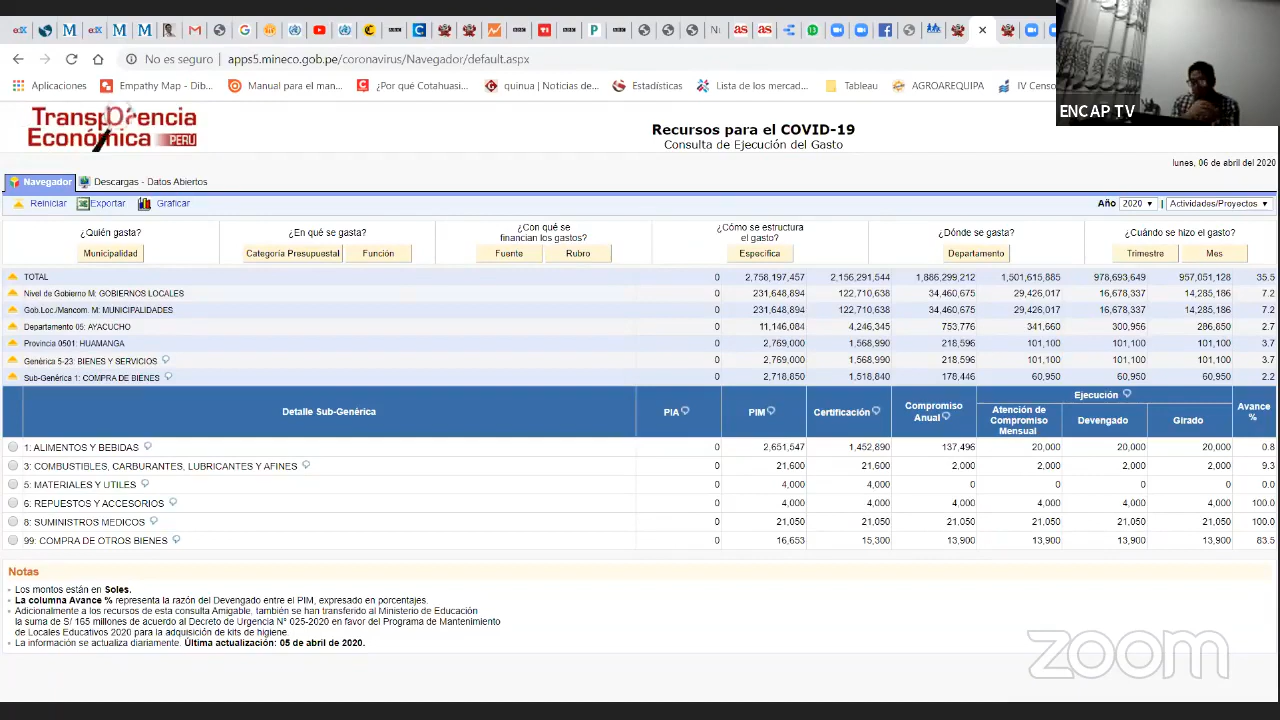 No es seguro | apps5.mineco.gob.pe/coronavirus/Navegador/default.aspx
Aplicaciones Empathy Map - Dib... Manual para el man... ¿Por qué Cotahuasi... quinua | Noticias de... Estadísticas Lista de los mercad... Tableau AGROAREQUIPA IV Censo
ENCAP TV
Transparencia
Económica PERÚ
Recursos para el COVID-19
Consulta de Ejecución del Gasto
lunes, 06 de abril del 2020
Navegador Descargas - Datos Abiertos
Reiniciar Exportar Graficar Año 2020 | Actividades/Proyectos
¿Quién gasta? ¿En qué se gasta? ¿Con qué se financian los gastos? ¿Cómo se estructura el gasto? ¿Dónde se gasta? ¿Cuándo se hizo el gasto?
Municipalidad Categoría Presupuestal Función Fuente Rubro Específica Departamento Trimestre Mes
TOTAL 0 2,758,197,457 2,156,291,544 1,886,299,212 1,501,615,885 978,693,649 957,051,128 35.5
Nivel de Gobierno M: GOBIERNOS LOCALES 0 231,648,894 122,710,638 34,460,675 29,426,017 16,678,337 14,285,186 7.2
Gob.Loc./Mancom. M: MUNICIPALIDADES 0 231,648,894 122,710,638 34,460,675 29,426,017 16,678,337 14,285,186 7.2
Departamento 05: AYACUCHO 0 11,146,084 4,246,345 753,776 341,660 300,956 286,850 2.7
Provincia 0501: HUAMANGA 0 2,769,000 1,568,990 218,596 101,100 101,100 101,100 3.7
Genérica 5-23: BIENES Y SERVICIOS 0 2,769,000 1,568,990 218,596 101,100 101,100 101,100 3.7
Sub-Genérica 1: COMPRA DE BIENES 0 2,718,850 1,518,840 178,446 60,950 60,950 60,950 2.2
Detalle Sub-Genérica PIA PIM Certificación Compromiso Anual Ejecución Avance %
Atención de Compromiso Mensual Devengado Girado
1: ALIMENTOS Y BEBIDAS 0 2,651,547 1,452,890 137,496 20,000 20,000 20,000 0.8
3: COMBUSTIBLES, CARBURANTES, LUBRICANTES Y AFINES 0 21,600 21,600 2,000 2,000 2,000 2,000 9.3
5: MATERIALES Y UTILES 0 4,000 4,000 0 0 0 0 0.0
6: REPUESTOS Y ACCESORIOS 0 4,000 4,000 4,000 4,000 4,000 4,000 100.0
8: SUMINISTROS MEDICOS 0 21,050 21,050 21,050 21,050 21,050 21,050 100.0
99: COMPRA DE OTROS BIENES 0 16,653 15,300 13,900 13,900 13,900 13,900 83.5
Notas
Los montos están en Soles.
La columna Avance % representa la razón del Devengado entre el PIM, expresado en porcentajes.
Adicionalmente a los recursos de esta consulta Amigable, también se han transferido al Ministerio de Educación
la suma de S/ 165 millones de acuerdo al Decreto de Urgencia N° 025-2020 en favor del Programa de Mantenimiento
de Locales Educativos 2020 para la adquisición de kits de higiene.
La información se actualiza diariamente. Última actualización: 05 de abril de 2020.
zoom